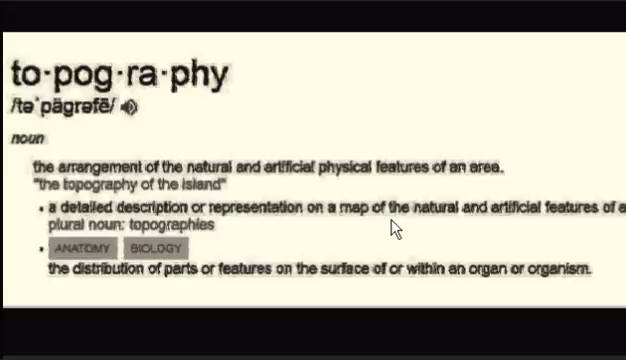 to·pog·ra·phy
/təˈpägrəfē/
noun
the arrangement of the natural and artificial physical features of an area.
"the topography of the island"
• a detailed description or representation on a map of the natural and artificial features of a
plural noun: topographies
• ANATOMY BIOLOGY
the distribution of parts or features on the surface of or within an organ or organism.